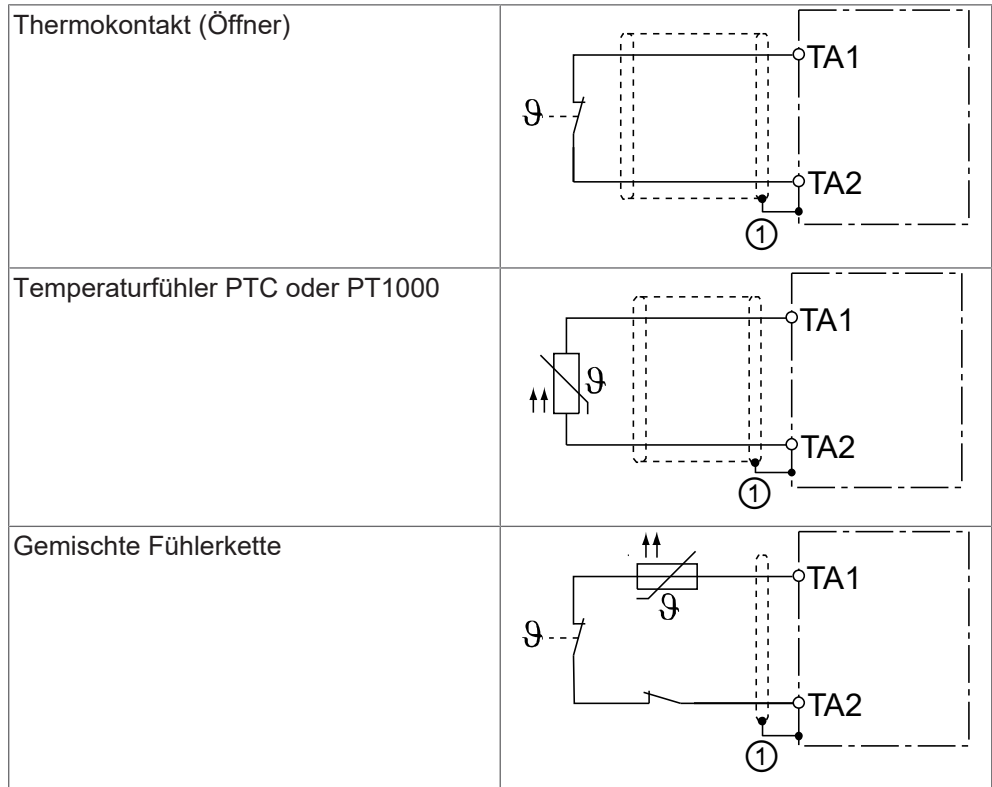 Thermokontakt (Öffner)
TA1
ϑ
TA2
①
Temperaturfühler PTC oder PT1000
TA1
ϑ
TA2
①
Gemischte Fühlerkette
TA1
ϑ
ϑ
TA2
①